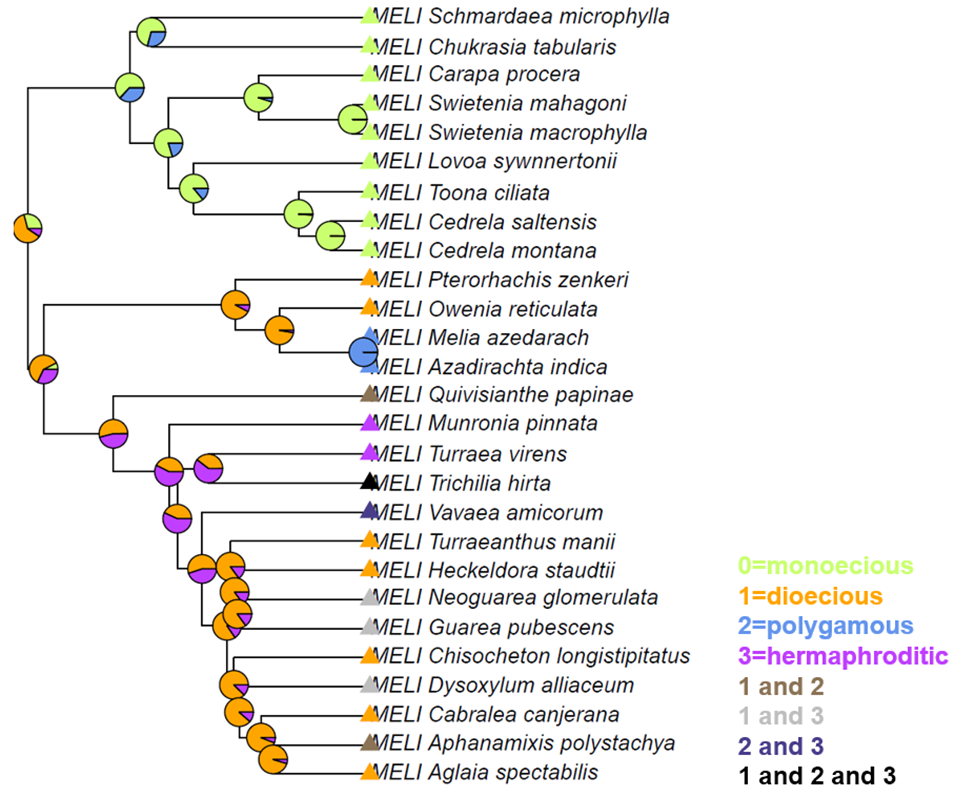 MELI Schmardaea microphylla
MELI Chukrasia tabularis
MELI Carapa procera
MELI Swietenia mahagoni
MELI Swietenia macrophylla
MELI Lovoa sywnnertonii
MELI Toona ciliata
MELI Cedrela saltensis
MELI Cedrela montana
MELI Pterorhachis zenkeri
MELI Owenia reticulata
MELI Melia azedarach
MELI Azadirachta indica
MELI Quivisianthe papinae
MELI Munronia pinnata
MELI Turraea virens
MELI Trichilia hirta
MELI Vavaea amicorum
MELI Turraeanthus manii
MELI Heckeldora staudtii
MELI Neoguarea glomerulata
MELI Guarea pubescens
MELI Chisocheton longistipitatus
MELI Dysoxylum alliaceum
MELI Cabralea canjerana
MELI Aphanamixis polystachya
MELI Aglaia spectabilis
0=monoecious
1=dioecious
2=polygamous
3=hermaphroditic
1 and 2
1 and 3
2 and 3
1 and 2 and 3